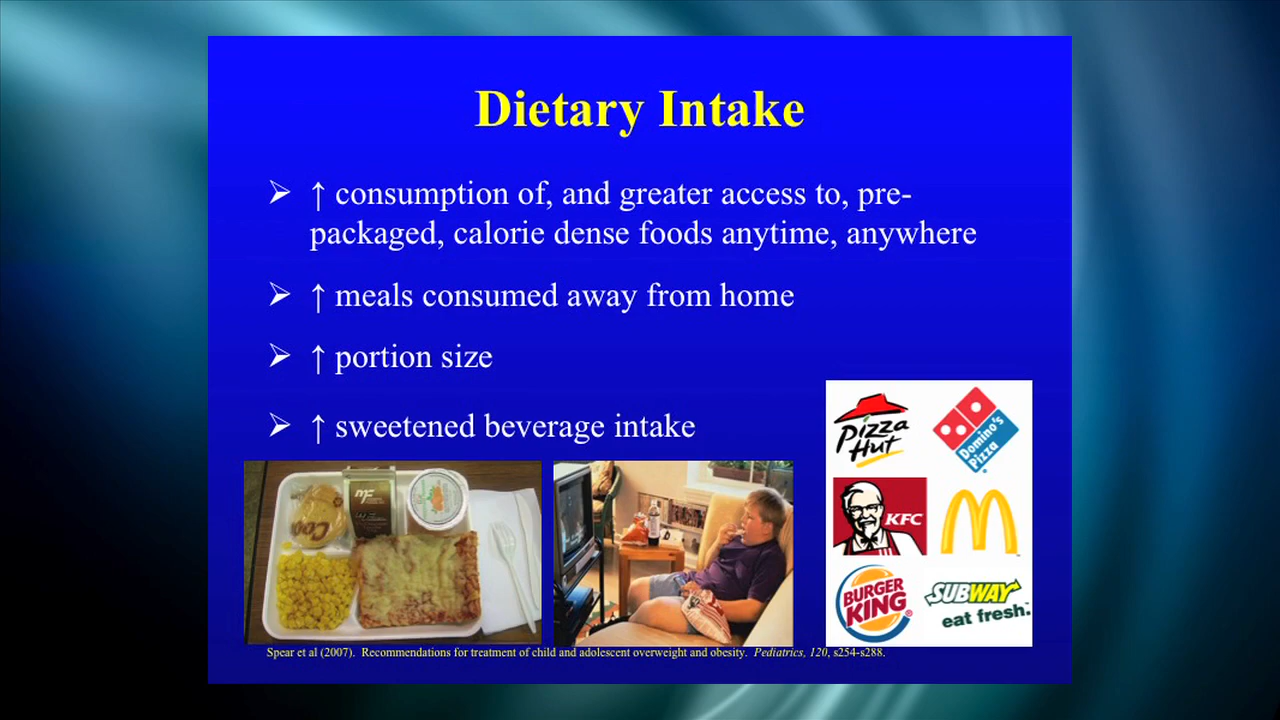 Dietary Intake
➢ ↑ consumption of, and greater access to, pre-
packaged, calorie dense foods anytime, anywhere
➢ ↑ meals consumed away from home
➢ ↑ portion size
➢ ↑ sweetened beverage intake
Pizza
Hut
Domino's
Pizza
KFC
BURGER
KING
SUBWAY
eat fresh.
Spear et al (2007). Recommendations for treatment of child and adolescent overweight and obesity. Pediatrics, 120, s254-s288.